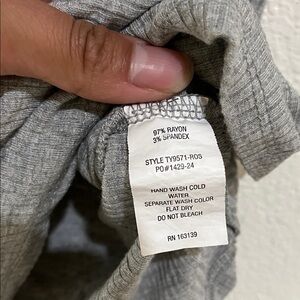 97% RAYON
3% SPANDEX
STYLE TY9571-ROS
PO#1429-24
HAND WASH COLD
WATER
SEPARATE WASH COLOR
FLAT DRY
DO NOT BLEACH
RN 163139